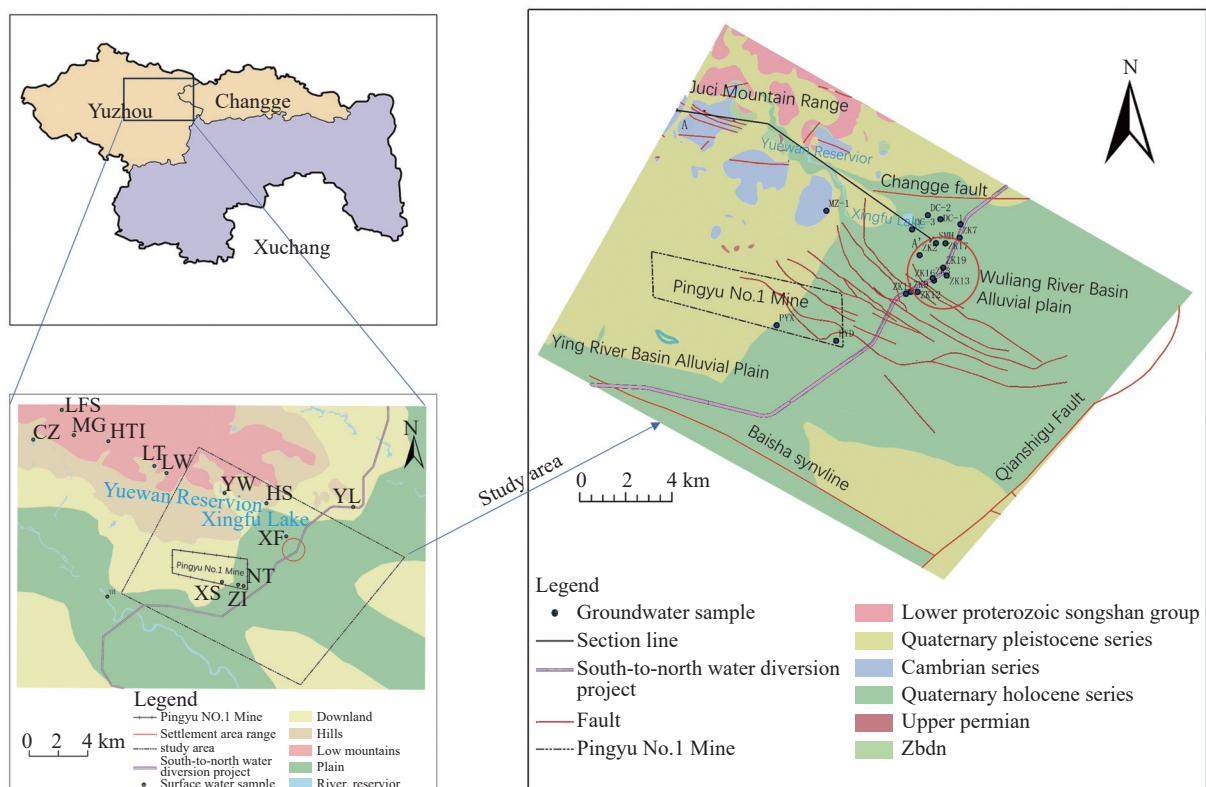 Yuzhou
Changge
Xuchang
LFS
MG
CZ
HTI
LT
LW
YW
HS
YL
Yuewan Reservion
Xingfu Lake
XF
Pingyu No.1 Mine
NT
XS
ZI
N
Legend
Pingyu NO.1 Mine
Settlement area range
study area
South-to-north water
diversion project
Surface water sample
Downland
Hills
Low mountains
Plain
River, reservior
0 2 4 km
Study area
N
Juci Mountain Range
A
Yuewan Reservior
Changge fault
MZ-1
Xingfu Lake
DC-2
DC-1
ZK7
A'
SMH
ZK2
ZK17
ZK19
ZK16
ZK13
ZK12
Wuliang River Basin
Alluvial plain
Pingyu No.1 Mine
PYX
Ying River Basin Alluvial Plain
Baisha synvline
Qianshigu Fault
0 2 4 km
Legend
Groundwater sample
Section line
South-to-north water diversion
project
Fault
Pingyu No.1 Mine
Lower proterozoic songshan group
Quaternary pleistocene series
Cambrian series
Quaternary holocene series
Upper permian
Zbdn